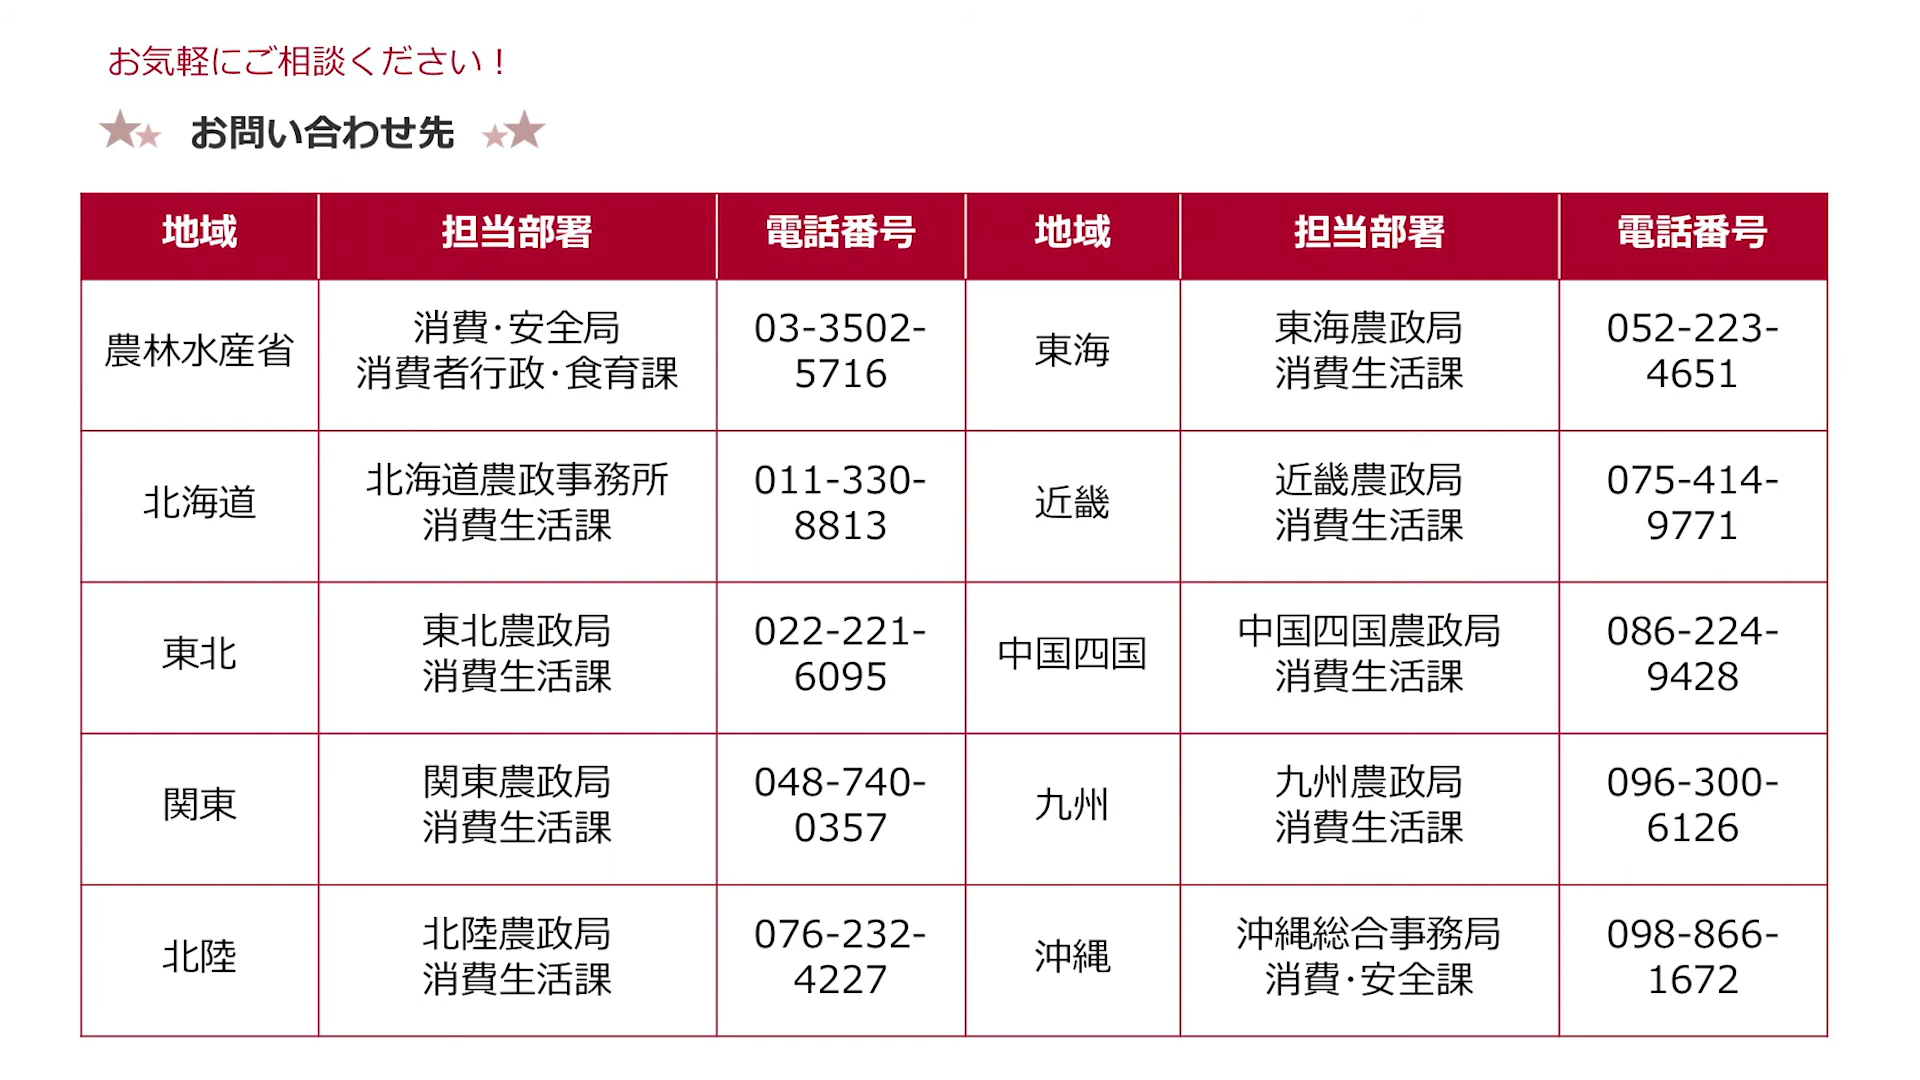 お気軽にご相談ください！
お問い合わせ先
地域 担当部署 電話番号 地域 担当部署 電話番号
農林水産省
消費・安全局
消費者行政・食育課
03-3502-
5716
東海
東海農政局
消費生活課
052-223-
4651
北海道
北海道農政事務所
消費生活課
011-330-
8813
近畿
近畿農政局
消費生活課
075-414-
9771
東北
東北農政局
消費生活課
022-221-
6095
中国四国
中国四国農政局
消費生活課
086-224-
9428
関東
関東農政局
消費生活課
048-740-
0357
九州
九州農政局
消費生活課
096-300-
6126
北陸
北陸農政局
消費生活課
076-232-
4227
沖縄
沖縄総合事務局
消費・安全課
098-866-
1672